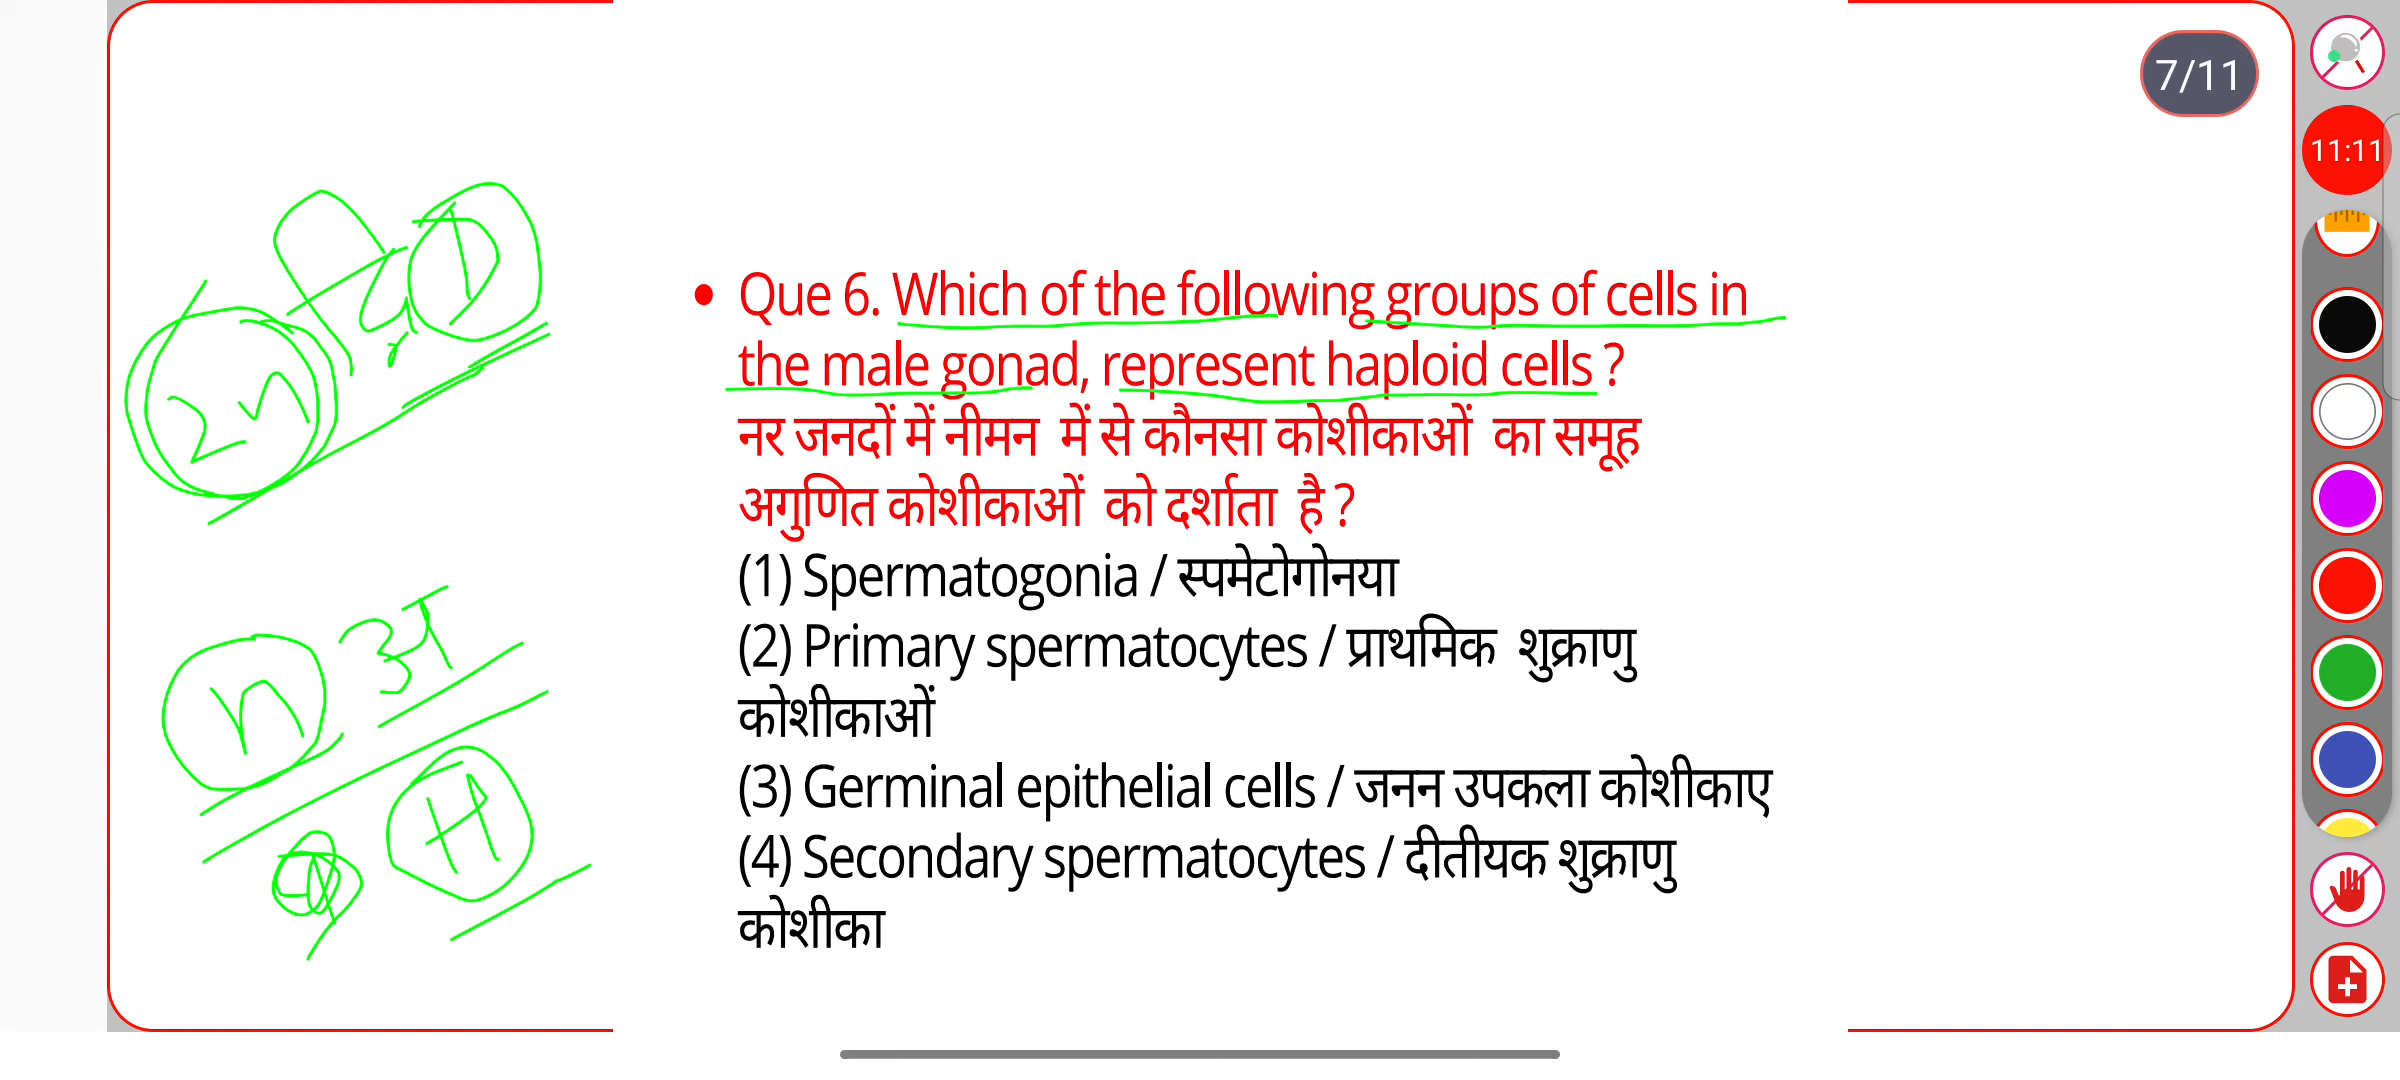 7/11
11:11
2n
द्वि
D
• Que 6. Which of the following groups of cells in
the male gonad, represent haploid cells ?
नर जनदों में नीमन में से कौनसा कोशीकाओं का समूह
अगुणित कोशीकाओं को दर्शाता है ?
(1) Spermatogonia / स्पमेटोगोनया
(2) Primary spermatocytes / प्राथमिक शुक्राणु
कोशीकाओं
(3) Germinal epithelial cells / जनन उपकला कोशीकाए
(4) Secondary spermatocytes / दीतीयक शुक्राणु
कोशीका
n
अ
H